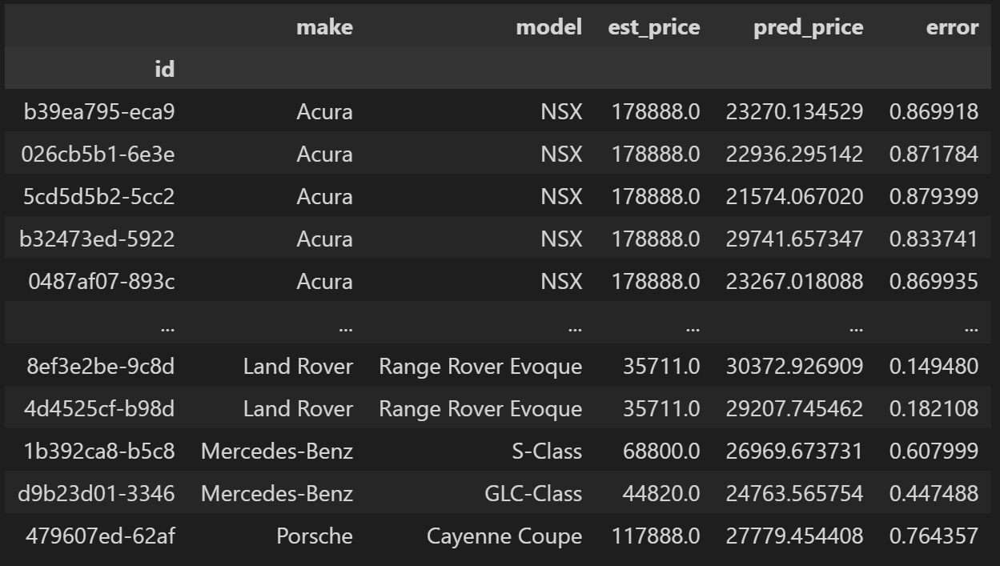 make model est_price pred_price error
id
b39ea795-eca9 Acura NSX 178888.0 23270.134529 0.869918
026cb5b1-6e3e Acura NSX 178888.0 22936.295142 0.871784
5cd5d5b2-5cc2 Acura NSX 178888.0 21574.067020 0.879399
b32473ed-5922 Acura NSX 178888.0 29741.657347 0.833741
0487af07-893c Acura NSX 178888.0 23267.018088 0.869935
... ... ... ... ... ...
8ef3e2be-9c8d Land Rover Range Rover Evoque 35711.0 30372.926909 0.149480
4d4525cf-b98d Land Rover Range Rover Evoque 35711.0 29207.745462 0.182108
1b392ca8-b5c8 Mercedes-Benz S-Class 68800.0 26969.673731 0.607999
d9b23d01-3346 Mercedes-Benz GLC-Class 44820.0 24763.565754 0.447488
479607ed-62af Porsche Cayenne Coupe 117888.0 27779.454408 0.764357